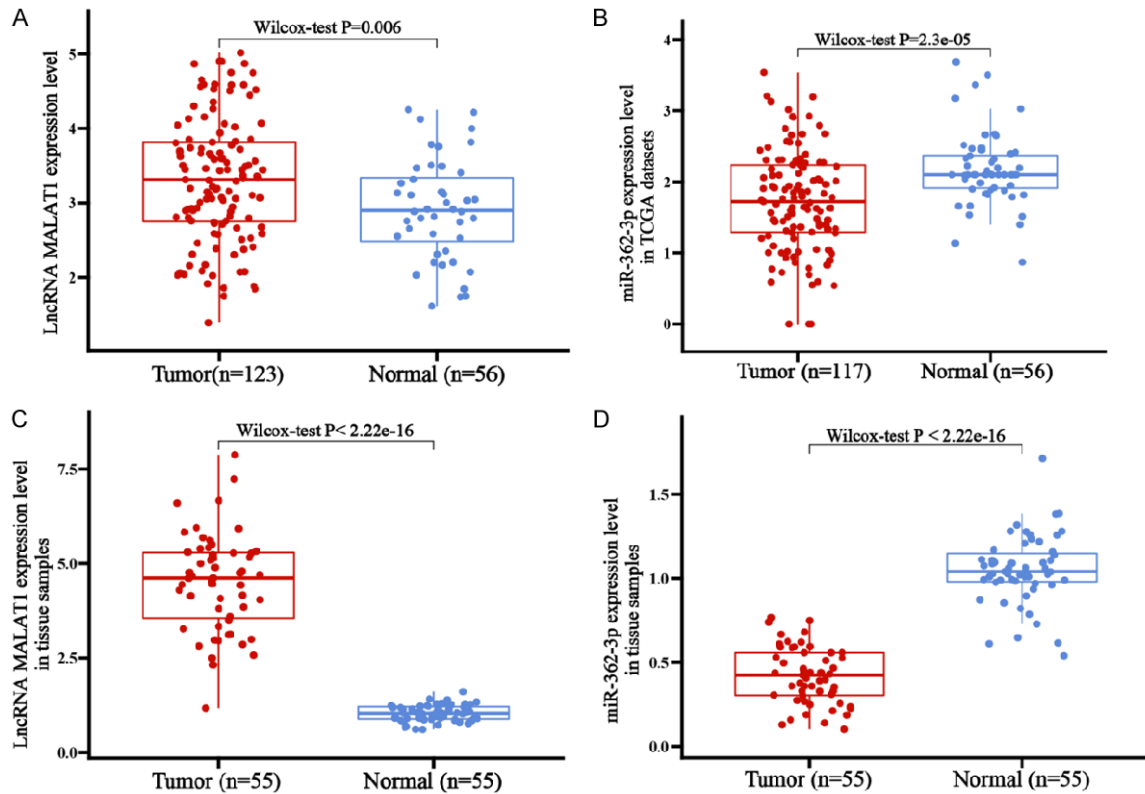 A
Wilcox-test P=0.006
LncRNA MALAT1 expression level
5
4
3
2
Tumor(n=123)
Normal (n=56)
B
Wilcox-test P=2.3e-05
miR-362-3p expression level
in TCGA datasets
4
3
2
1
0
Tumor (n=117)
Normal (n=56)
C
Wilcox-test P< 2.22e-16
LncRNA MALAT1 expression level
in tissue samples
7.5
5.0
2.5
0.0
Tumor (n=55)
Normal (n=55)
D
Wilcox-test P < 2.22e-16
miR-362-3p expression level
in tissue samples
1.5
1.0
0.5
0.0
Tumor (n=55)
Normal (n=55)